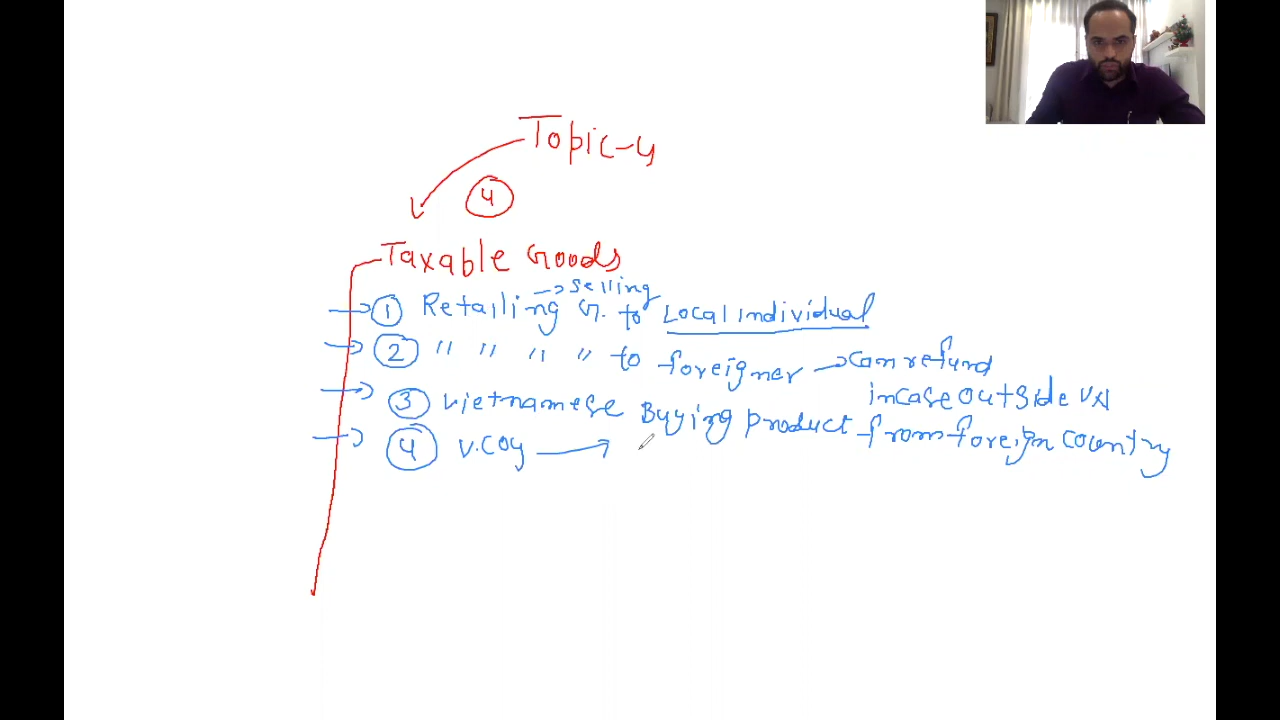 Topic-4
4
Taxable Goods
→ selling
1 Retailing G. to Local individual
2 " " " " to foreigner → can refund
incase outside VN
3 Vietnamese Buying product from foreign country
4 V.COY →